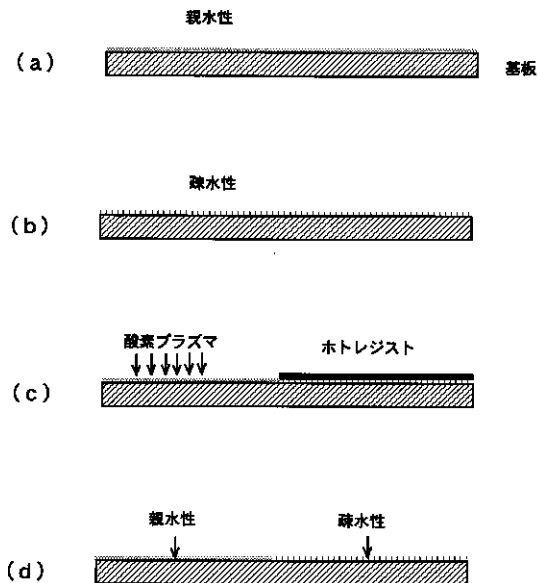 親水性
(a)
基板
疎水性
(b)
酸素プラズマ
ホトレジスト
(c)
親水性
疎水性
(d)